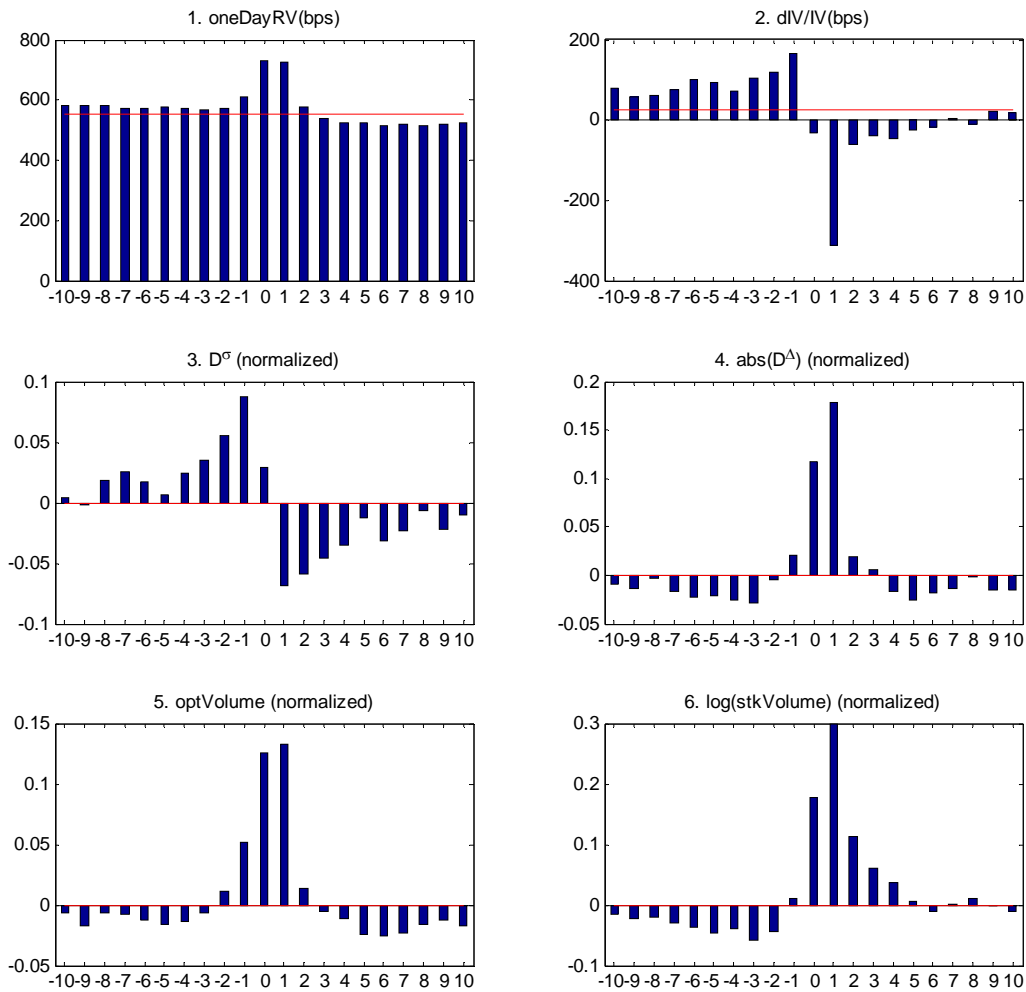 1. oneDayRV(bps)
800
600
400
200
0
-10 -9 -8 -7 -6 -5 -4 -3 -2 -1 0 1 2 3 4 5 6 7 8 9 10
2. dIV/IV(bps)
200
0
-200
-400
-10 -9 -8 -7 -6 -5 -4 -3 -2 -1 0 1 2 3 4 5 6 7 8 9 10
3. Dσ (normalized)
0.1
0.05
0
-0.05
-0.1
-10 -9 -8 -7 -6 -5 -4 -3 -2 -1 0 1 2 3 4 5 6 7 8 9 10
4. abs(DΔ) (normalized)
0.2
0.15
0.1
0.05
0
-0.05
-10 -9 -8 -7 -6 -5 -4 -3 -2 -1 0 1 2 3 4 5 6 7 8 9 10
5. optVolume (normalized)
0.15
0.1
0.05
0
-0.05
-10 -9 -8 -7 -6 -5 -4 -3 -2 -1 0 1 2 3 4 5 6 7 8 9 10
6. log(stkVolume) (normalized)
0.3
0.2
0.1
0
-0.1
-10 -9 -8 -7 -6 -5 -4 -3 -2 -1 0 1 2 3 4 5 6 7 8 9 10